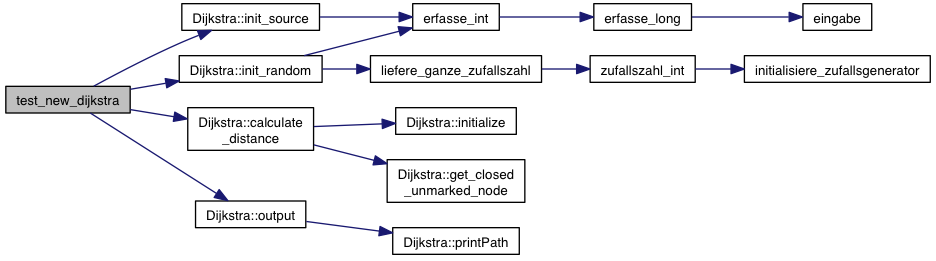 test_new_dijkstra
Dijkstra::init_source
erfasse_int
erfasse_long
eingabe
Dijkstra::init_random
liefere_ganze_zufallszahl
zufallszahl_int
initialisiere_zufallsgenerator
Dijkstra::calculate
_distance
Dijkstra::initialize
Dijkstra::get_closed
_unmarked_node
Dijkstra::output
Dijkstra::printPath